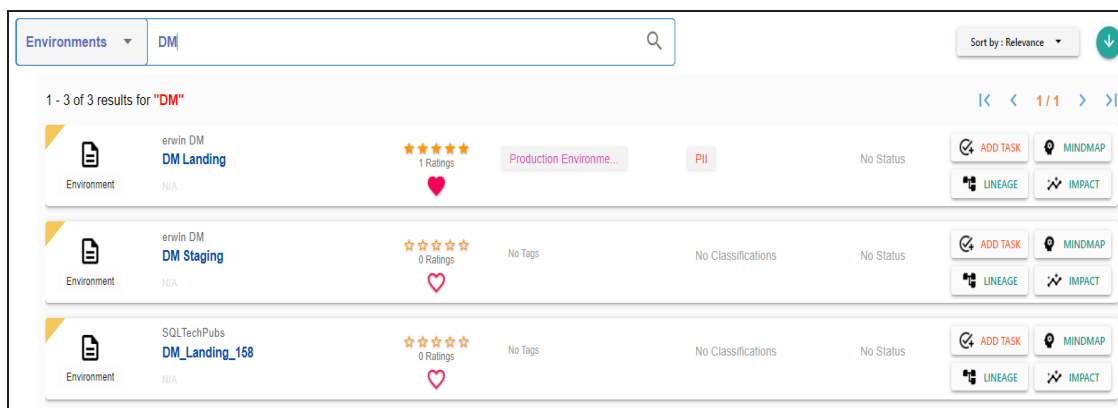 Environments
DM
Sort by : Relevance
1 - 3 of 3 results for "DM"
1 / 1
erwin DM
DM Landing
N/A
Environment
1 Ratings
Production Environme...
PII
No Status
ADD TASK
MINDMAP
LINEAGE
IMPACT
erwin DM
DM Staging
N/A
Environment
0 Ratings
No Tags
No Classifications
No Status
ADD TASK
MINDMAP
LINEAGE
IMPACT
SQLTechPubs
DM_Landing_158
N/A
Environment
0 Ratings
No Tags
No Classifications
No Status
ADD TASK
MINDMAP
LINEAGE
IMPACT